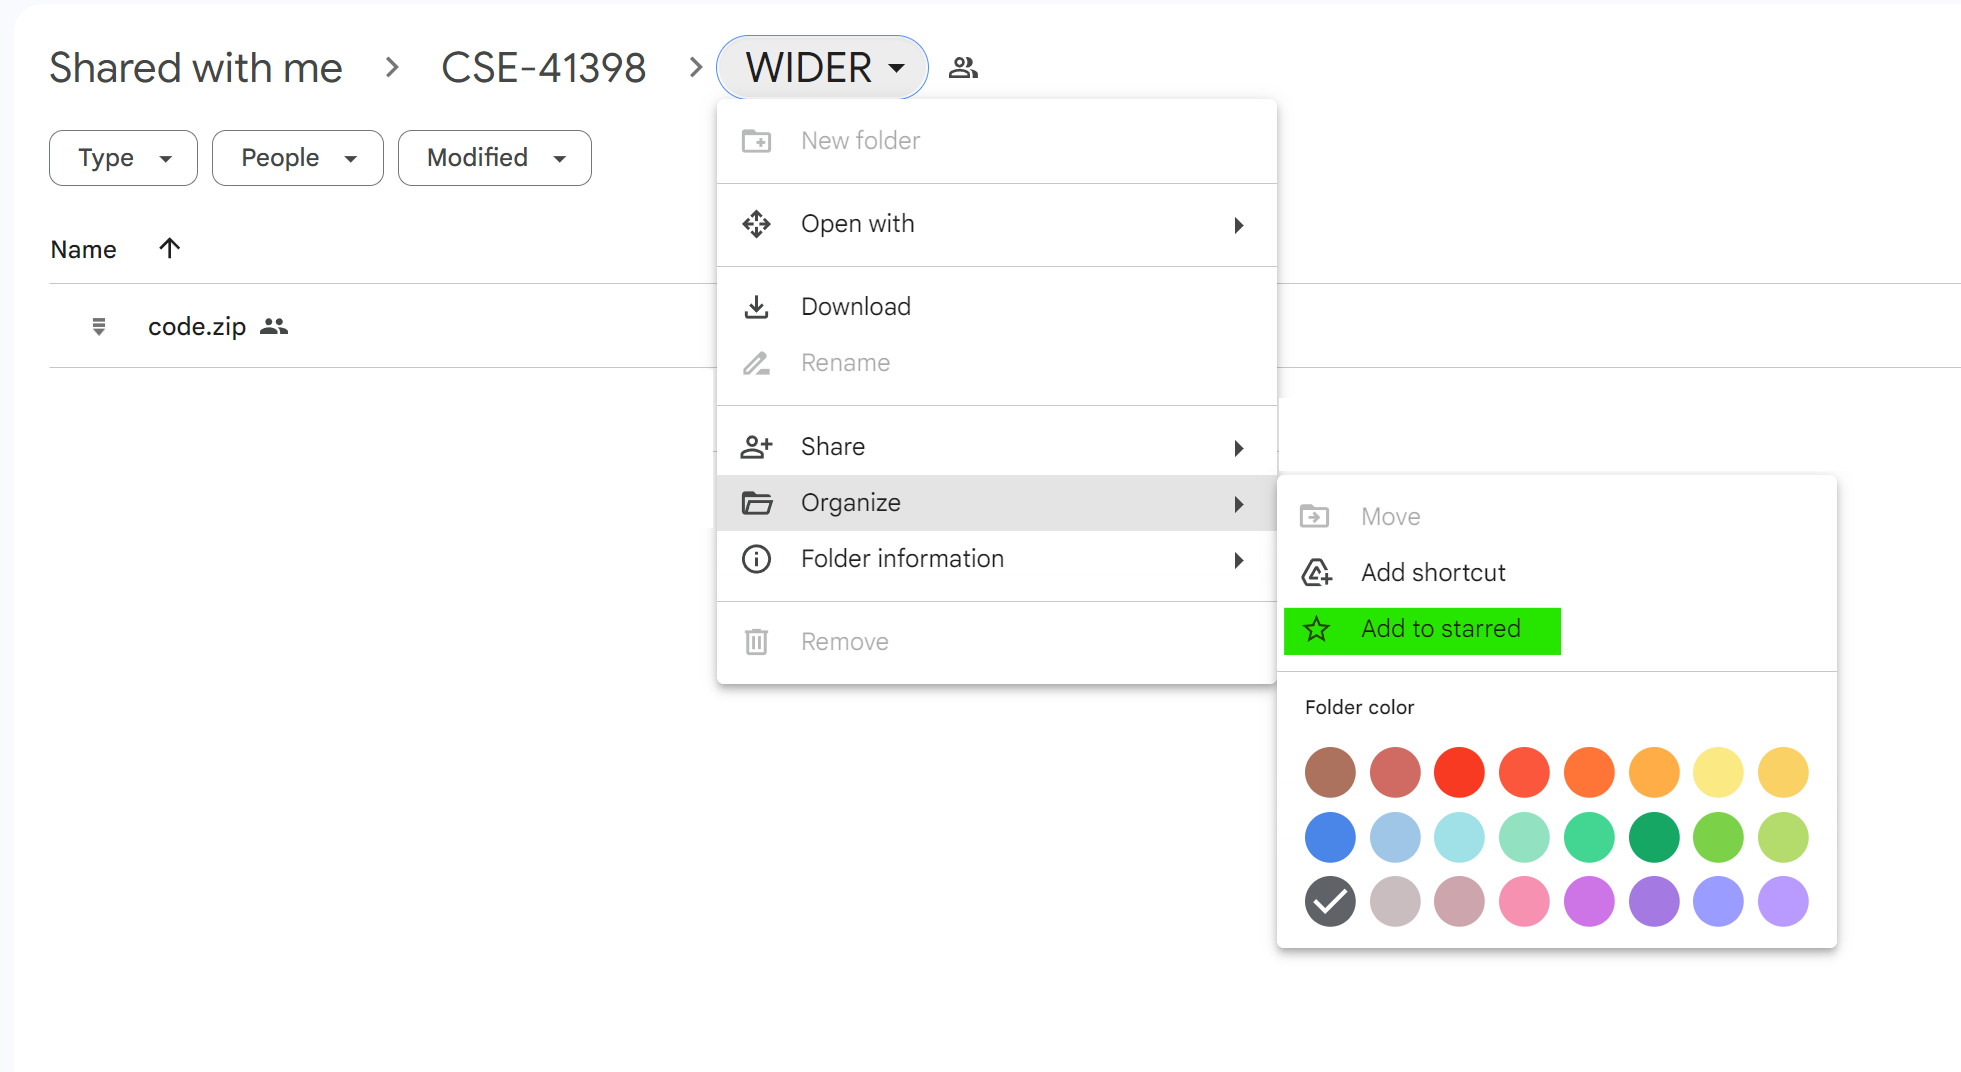 Shared with me > CSE-41398 > WIDER
Type People Modified
Name
code.zip
New folder
Open with
Download
Rename
Share
Organize
Folder information
Remove
Move
Add shortcut
Add to starred
Folder color